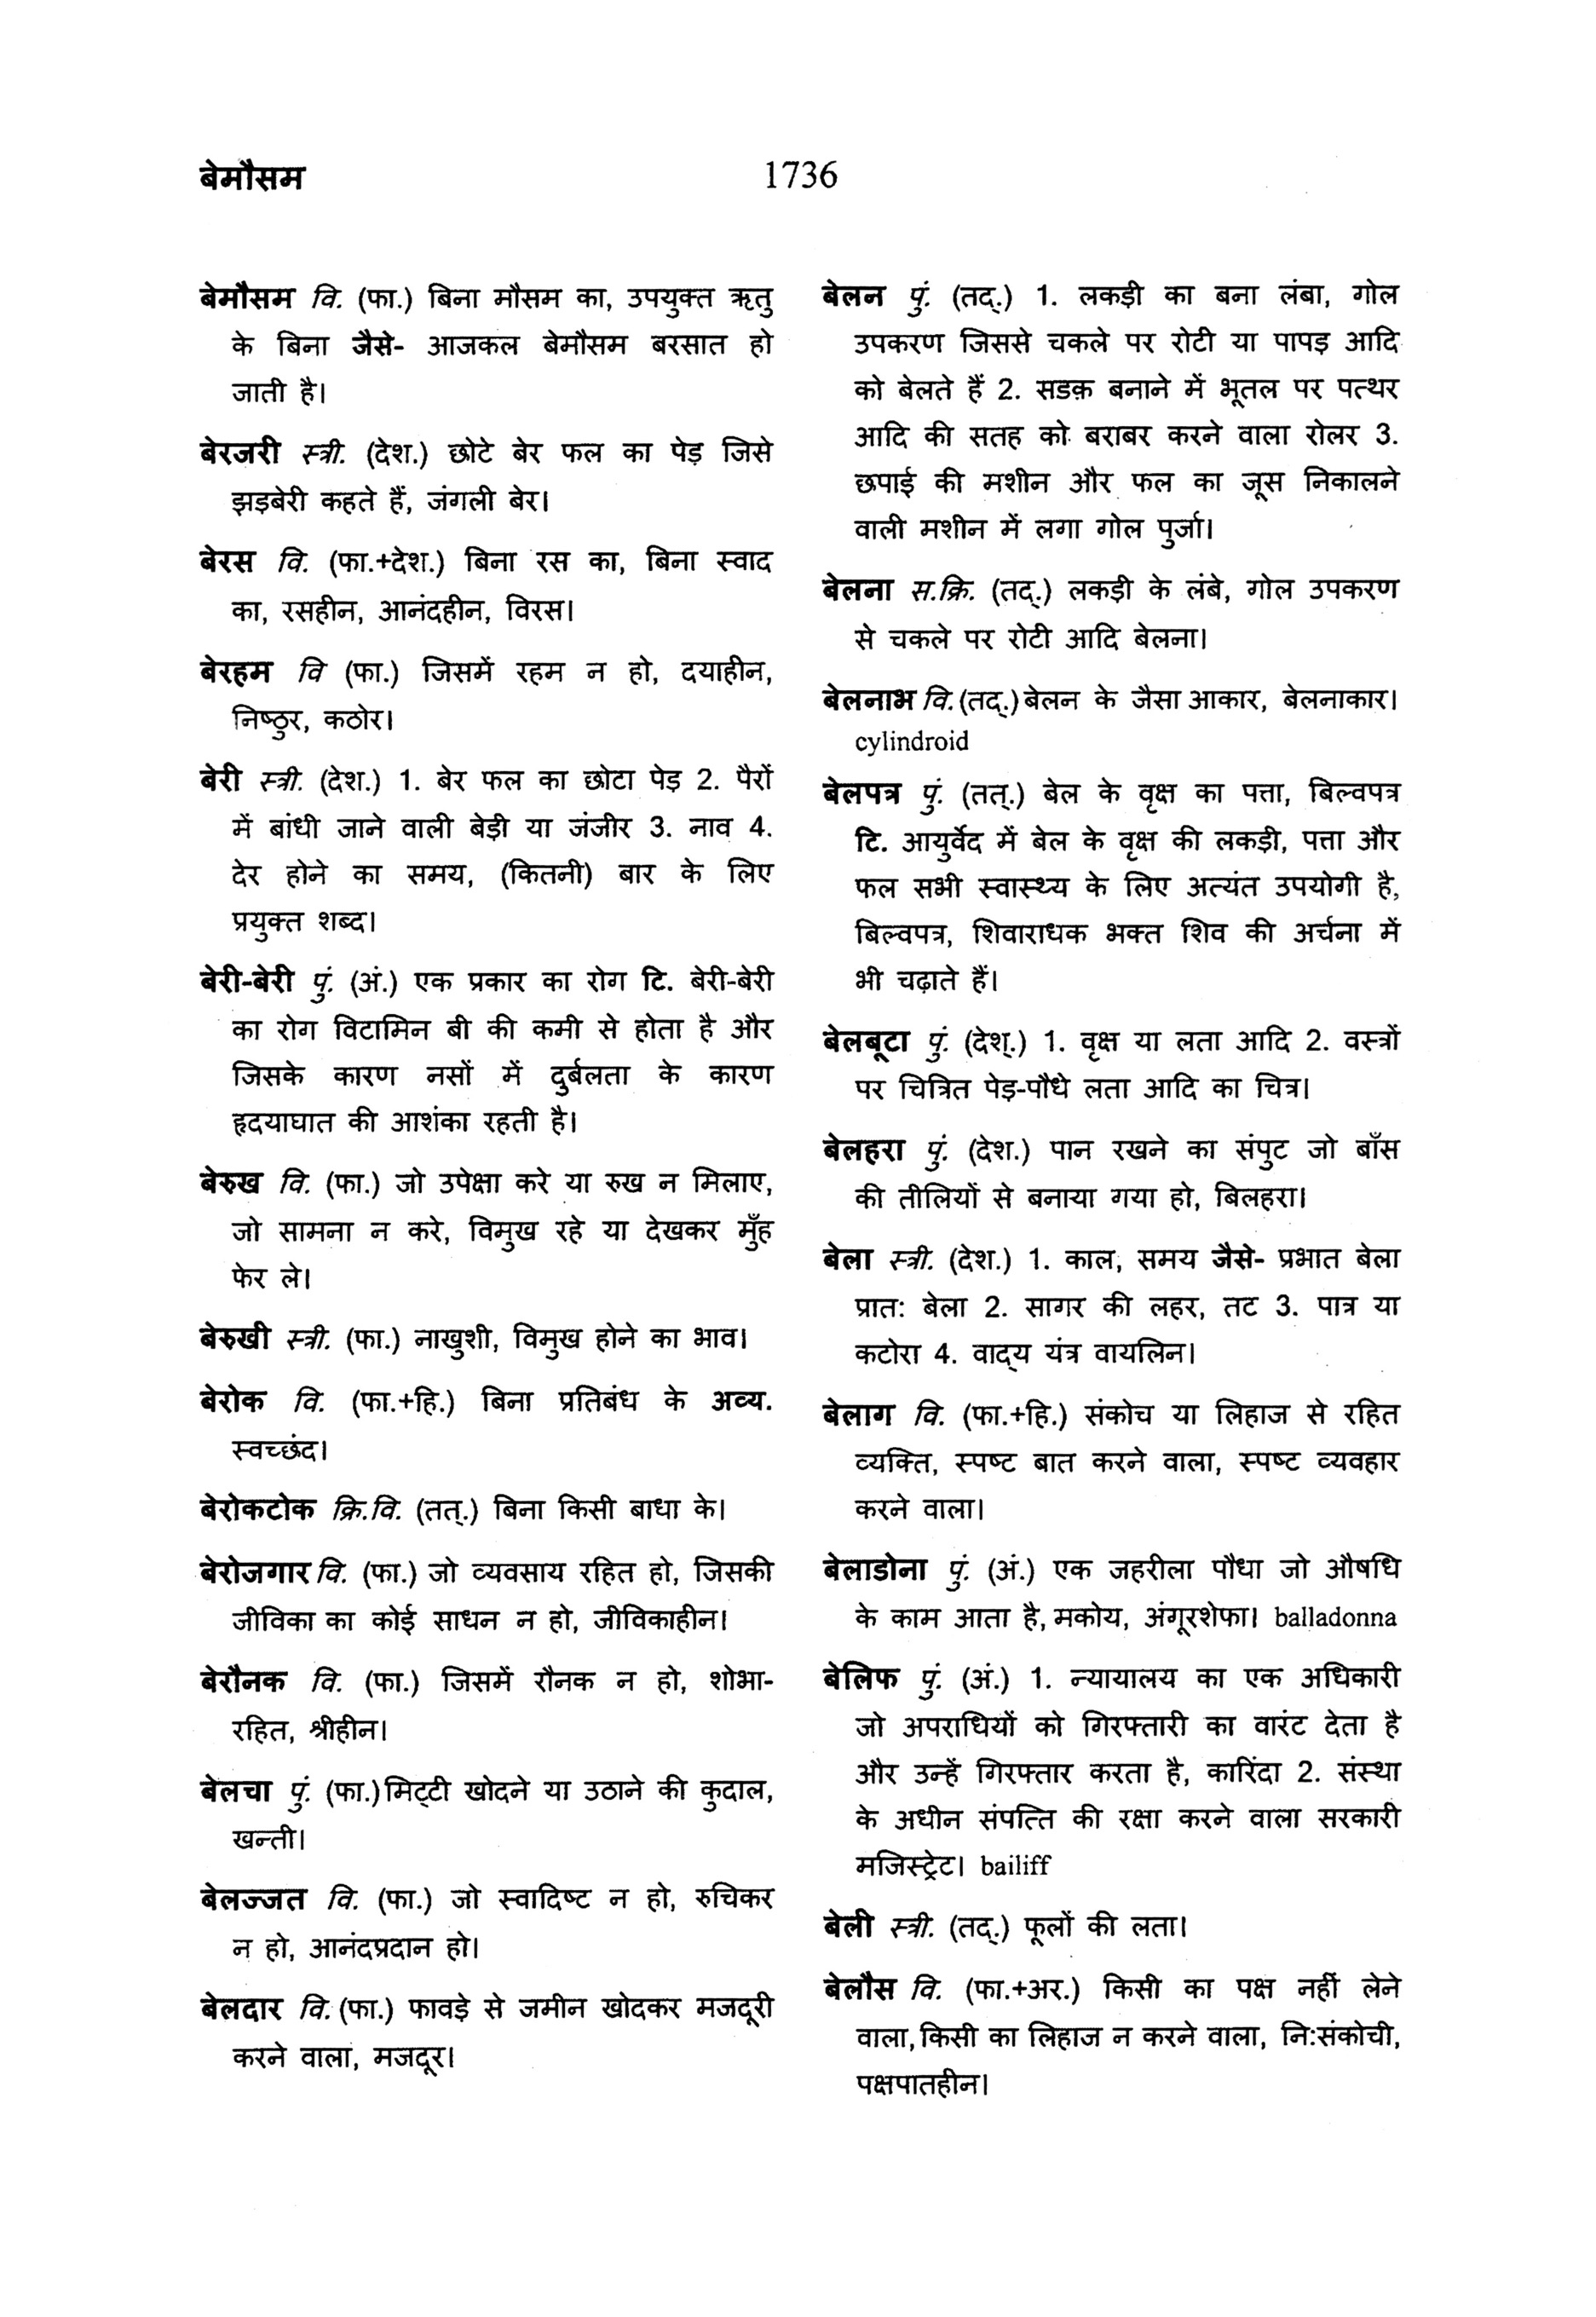 बेमौसम
1736
बेमौसम वि. (फा.) बिना मौसम का, उपयुक्त ऋतु
के बिना जैसे- आजकल बेमौसम बरसात हो
जाती है।
बेरजरी स्त्री. (देश.) छोटे बेर फल का पेड़ जिसे
झड़बेरी कहते हैं, जंगली बेर।
बेरस वि. (फा.+देश.) बिना रस का, बिना स्वाद
का, रसहीन, आनंदहीन, विरस।
बेरहम वि (फा.) जिसमें रहम न हो, दयाहीन,
निष्ठुर, कठोर।
बेरी स्त्री. (देश.) 1. बेर फल का छोटा पेड़ 2. पैरों
में बांधी जाने वाली बेड़ी या जंजीर 3. नाव 4.
देर होने का समय, (कितनी) बार के लिए
प्रयुक्त शब्द।
बेरी-बेरी पुं. (अं.) एक प्रकार का रोग टि. बेरी-बेरी
का रोग विटामिन बी की कमी से होता है और
जिसके कारण नसों में दुर्बलता के कारण
हृदयाघात की आशंका रहती है।
बेरुख वि. (फा.) जो उपेक्षा करे या रुख न मिलाए,
जो सामना न करे, विमुख रहे या देखकर मुँह
फेर ले।
बेरुखी स्त्री. (फा.) नाखुशी, विमुख होने का भाव।
बेरोक वि. (फा.+हि.) बिना प्रतिबंध के अव्य.
स्वच्छंद।
बेरोकटोक क्रि.वि. (तत्.) बिना किसी बाधा के।
बेरोजगार वि. (फा.) जो व्यवसाय रहित हो, जिसकी
जीविका का कोई साधन न हो, जीविकाहीन।
बेरौनक वि. (फा.) जिसमें रौनक न हो, शोभा-
रहित, श्रीहीन।
बेलचा पुं. (फा.) मिट्टी खोदने या उठाने की कुदाल,
खन्ती।
बेलज्जत वि. (फा.) जो स्वादिष्ट न हो, रुचिकर
न हो, आनंदप्रदान हो।
बेलदार वि. (फा.) फावड़े से जमीन खोदकर मजदूरी
करने वाला, मजदूर।
बेलन पुं. (तद्.) 1. लकड़ी का बना लंबा, गोल
उपकरण जिससे चकले पर रोटी या पापड़ आदि
को बेलते हैं 2. सडक़ बनाने में भूतल पर पत्थर
आदि की सतह को बराबर करने वाला रोलर 3.
छपाई की मशीन और फल का जूस निकालने
वाली मशीन में लगा गोल पुर्जा।
बेलना स.क्रि. (तद्.) लकड़ी के लंबे, गोल उपकरण
से चकले पर रोटी आदि बेलना।
बेलनाभ वि. (तद्.) बेलन के जैसा आकार, बेलनाकार।
cylindroid
बेलपत्र पुं. (तत्.) बेल के वृक्ष का पत्ता, बिल्वपत्र
टि. आयुर्वेद में बेल के वृक्ष की लकड़ी, पत्ता और
फल सभी स्वास्थ्य के लिए अत्यंत उपयोगी है,
बिल्वपत्र, शिवाराधक भक्त शिव की अर्चना में
भी चढ़ाते हैं।
बेलबूटा पुं. (देश्.) 1. वृक्ष या लता आदि 2. वस्त्रों
पर चित्रित पेड़-पौधे लता आदि का चित्र।
बेलहरा पुं. (देश.) पान रखने का संपुट जो बाँस
की तीलियों से बनाया गया हो, बिलहरा।
बेला स्त्री. (देश.) 1. काल, समय जैसे- प्रभात बेला
प्रात: बेला 2. सागर की लहर, तट 3. पात्र या
कटोरा 4. वाद्‍य यंत्र वायलिन।
बेलाग वि. (फा.+हि.) संकोच या लिहाज से रहित
व्यक्ति, स्पष्ट बात करने वाला, स्पष्ट व्यवहार
करने वाला।
बेलाडोना पुं. (अं.) एक जहरीला पौधा जो औषधि
के काम आता है, मकोय, अंगूरशेफा। balladonna
बेलिफ पुं. (अं.) 1. न्यायालय का एक अधिकारी
जो अपराधियों को गिरफ्तारी का वारंट देता है
और उन्हें गिरफ्तार करता है, कारिंदा 2. संस्था
के अधीन संपत्ति की रक्षा करने वाला सरकारी
मजिस्ट्रेट। bailiff
बेली स्त्री. (तद्.) फूलों की लता।
बेलौस वि. (फा.+अर.) किसी का पक्ष नहीं लेने
वाला, किसी का लिहाज न करने वाला, नि:संकोची,
पक्षपातहीन।